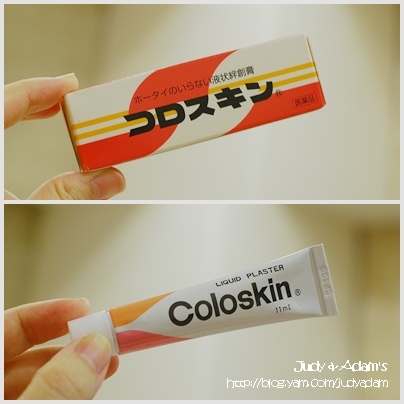 ホータイのいらない液状絆創膏
コロスキン®
医薬品
LIQUID PLASTER
Coloskin®
11ml
Judy & Adam's
http://blog.yam.com/judyadam